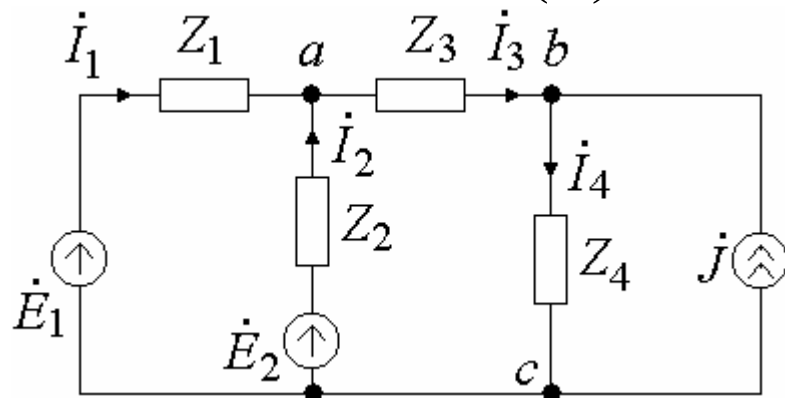 İ₁ Z₁ a Z₃ İ₃ b
İ₂ İ₄
Z₂ Z₄ J̇
Ė₁ Ė₂ c